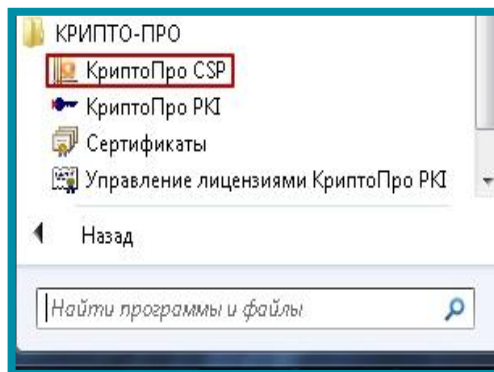 КРИПТО-ПРО
КриптоПро CSP
КриптоПро PKI
Сертификаты
Управление лицензиями КриптоПро PKI
Назад
Найти программы и файлы